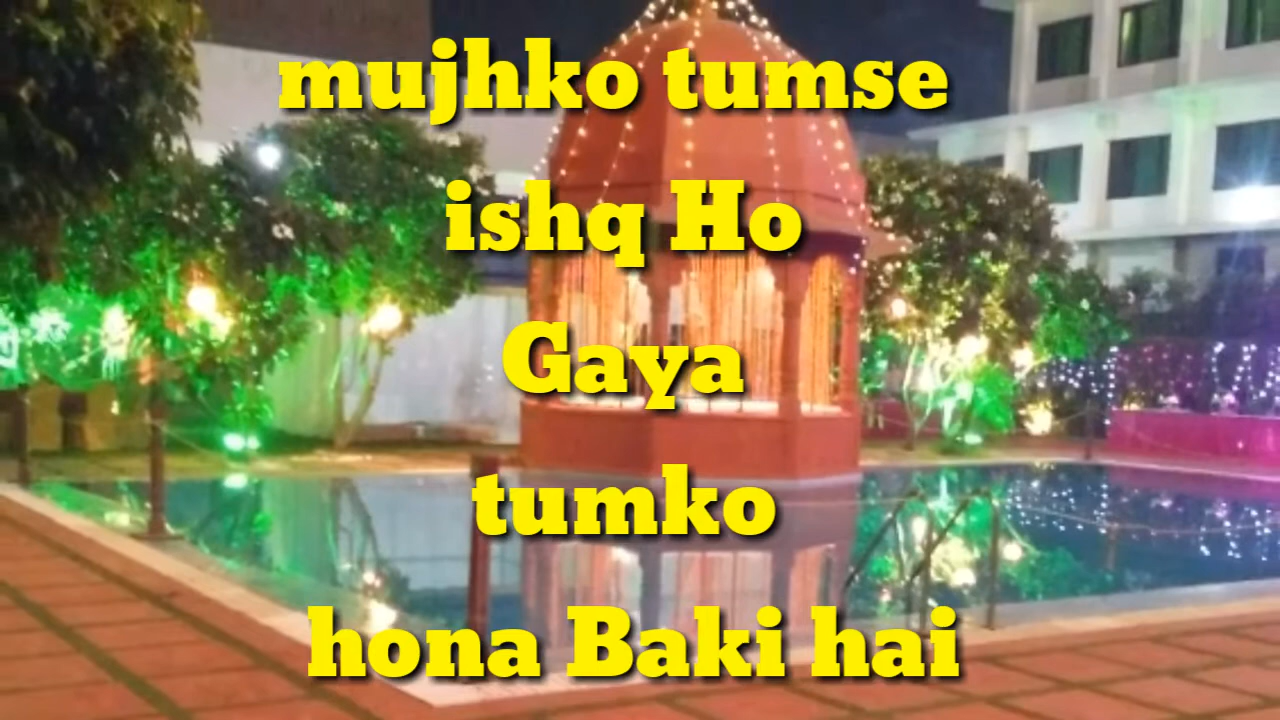 mujhko tumse
ishq Ho
Gaya
tumko
hona Baki hai